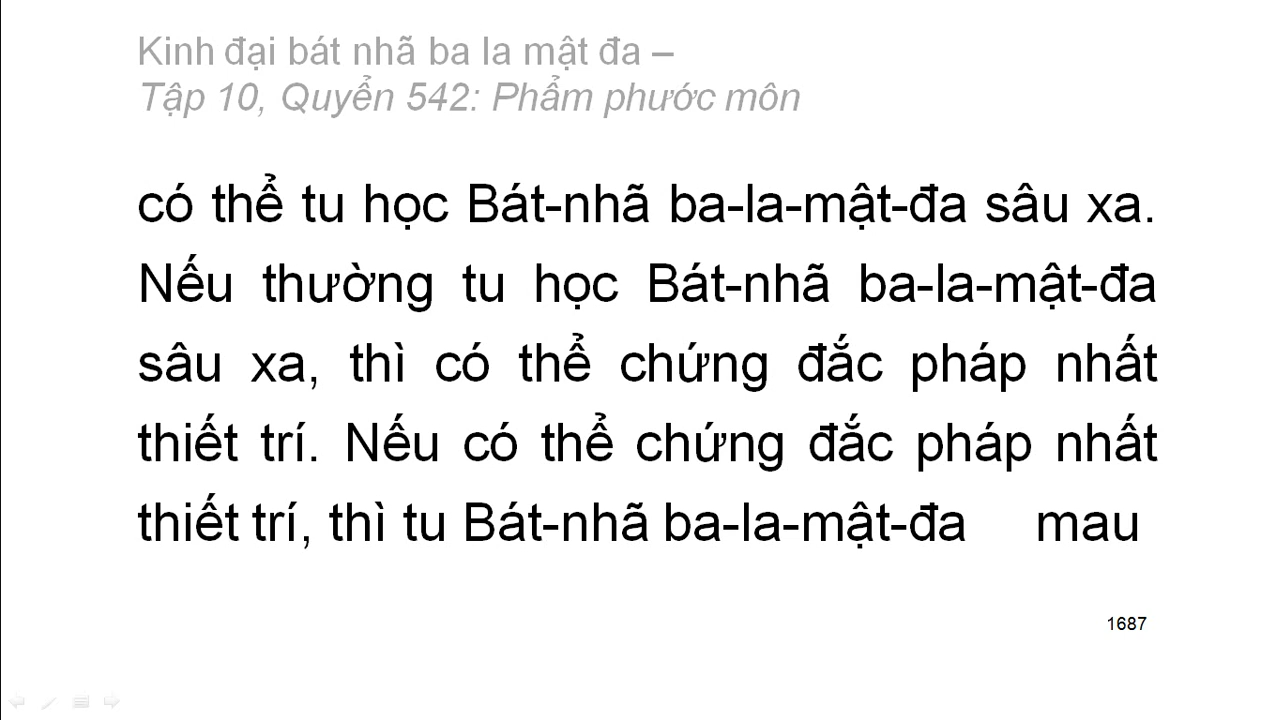 Kinh đại bát nhã ba la mật đa –
Tập 10, Quyển 542: Phẩm phước môn
có thể tu học Bát-nhã ba-la-mật-đa sâu xa.
Nếu thường tu học Bát-nhã ba-la-mật-đa
sâu xa, thì có thể chứng đắc pháp nhất
thiết trí. Nếu có thể chứng đắc pháp nhất
thiết trí, thì tu Bát-nhã ba-la-mật-đa mau
1687